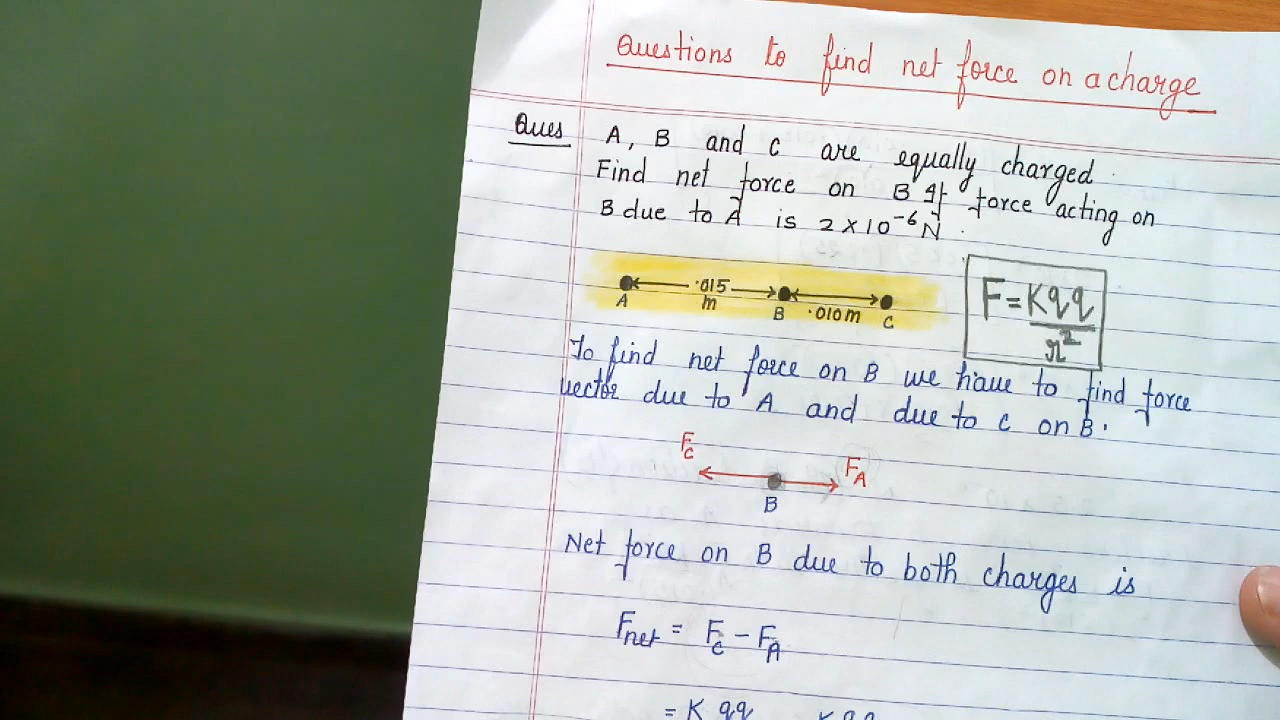 Questions to find net force on a charge
Ques A, B and C are equally charged.
Find net force on B If force acting on
B due to A is 2 x 10⁻⁶ N.
.015 m
.010 m
A B C
F = Kqq / r²
To find net force on B we have to find force
vector due to A and due to C on B.
F_C F_A
B
Net force on B due to both charges is
F_net = F_C - F_A
= K qq